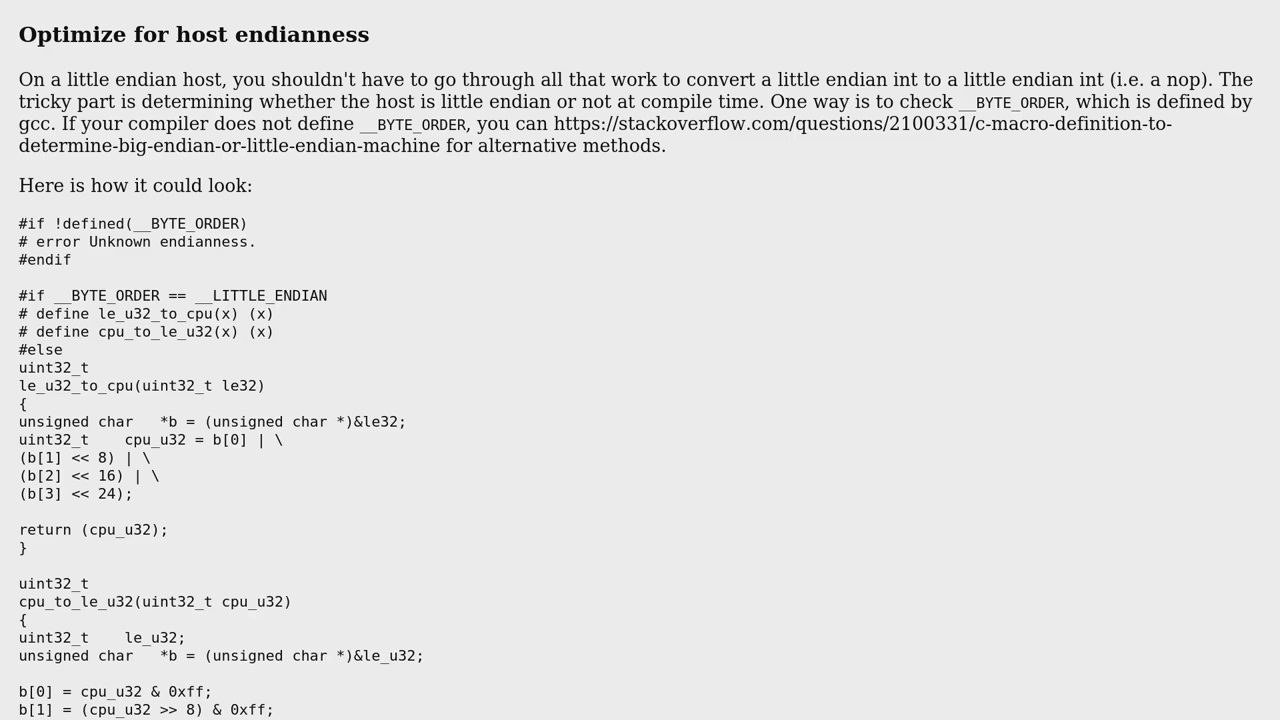 Optimize for host endianness
On a little endian host, you shouldn't have to go through all that work to convert a little endian int to a little endian int (i.e. a nop). The
tricky part is determining whether the host is little endian or not at compile time. One way is to check __BYTE_ORDER, which is defined by
gcc. If your compiler does not define __BYTE_ORDER, you can https://stackoverflow.com/questions/2100331/c-macro-definition-to-
determine-big-endian-or-little-endian-machine for alternative methods.
Here is how it could look:
#if !defined(__BYTE_ORDER)
# error Unknown endianness.
#endif
#if __BYTE_ORDER == __LITTLE_ENDIAN
# define le_u32_to_cpu(x) (x)
# define cpu_to_le_u32(x) (x)
#else
uint32_t
le_u32_to_cpu(uint32_t le32)
{
unsigned char   *b = (unsigned char *)&le32;
uint32_t    cpu_u32 = b[0] | \
(b[1] << 8) | \
(b[2] << 16) | \
(b[3] << 24);
return (cpu_u32);
}
uint32_t
cpu_to_le_u32(uint32_t cpu_u32)
{
uint32_t    le_u32;
unsigned char   *b = (unsigned char *)&le_u32;
b[0] = cpu_u32 & 0xff;
b[1] = (cpu_u32 >> 8) & 0xff;